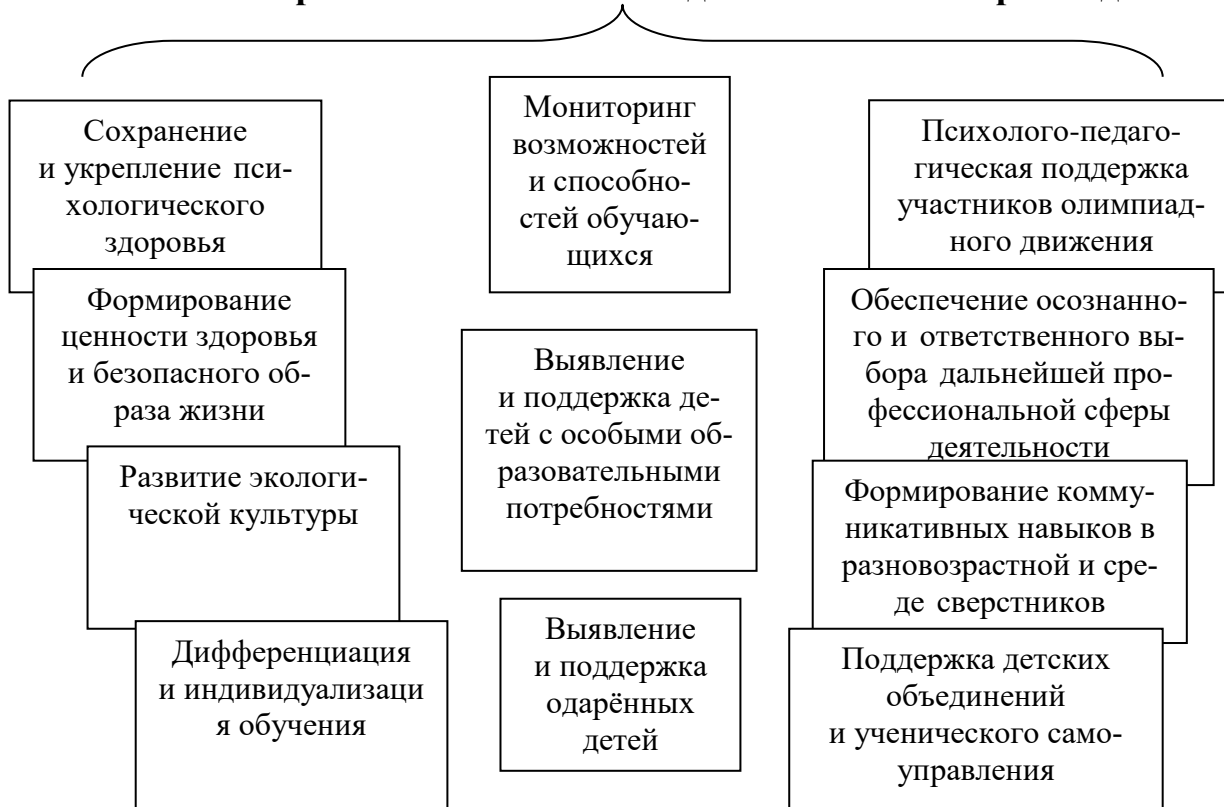 Сохранение
и укрепление пси-
хологического
здоровья
Формирование
ценности здоровья
и безопасного об-
раза жизни
Развитие экологи-
ческой культуры
Дифференциация
и индивидуализаци
я обучения
Мониторинг
возможностей
и способно-
стей обучаю-
щихся
Выявление
и поддержка де-
тей с особыми об-
разовательными
потребностями
Выявление
и поддержка
одарённых
детей
Психолого-педаго-
гическая поддержка
участников олимпиад-
ного движения
Обеспечение осознанно-
го и ответственного вы-
бора дальнейшей про-
фессиональной сферы
деятельности
Формирование комму-
никативных навыков в
разновозрастной и сре-
де сверстников
Поддержка детских
объединений
и ученического само-
управления